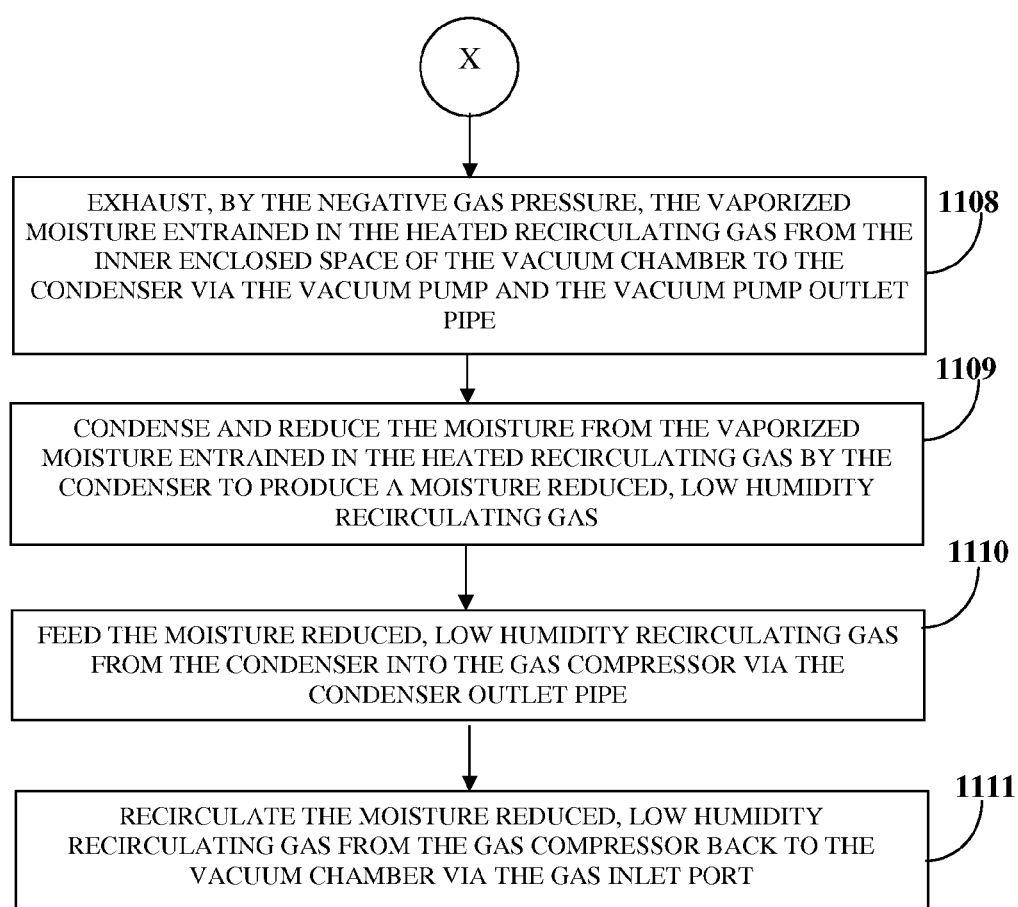 X
EXHAUST, BY THE NEGATIVE GAS PRESSURE, THE VAPORIZED
MOISTURE ENTRAINED IN THE HEATED RECIRCULATING GAS FROM THE
INNER ENCLOSED SPACE OF THE VACUUM CHAMBER TO THE
CONDENSER VIA THE VACUUM PUMP AND THE VACUUM PUMP OUTLET
PIPE
1108
CONDENSE AND REDUCE THE MOISTURE FROM THE VAPORIZED
MOISTURE ENTRAINED IN THE HEATED RECIRCULATING GAS BY THE
CONDENSER TO PRODUCE A MOISTURE REDUCED, LOW HUMIDITY
RECIRCULATING GAS
1109
FEED THE MOISTURE REDUCED, LOW HUMIDITY RECIRCULATING GAS
FROM THE CONDENSER INTO THE GAS COMPRESSOR VIA THE
CONDENSER OUTLET PIPE
1110
RECIRCULATE THE MOISTURE REDUCED, LOW HUMIDITY
RECIRCULATING GAS FROM THE GAS COMPRESSOR BACK TO THE
VACUUM CHAMBER VIA THE GAS INLET PORT
1111